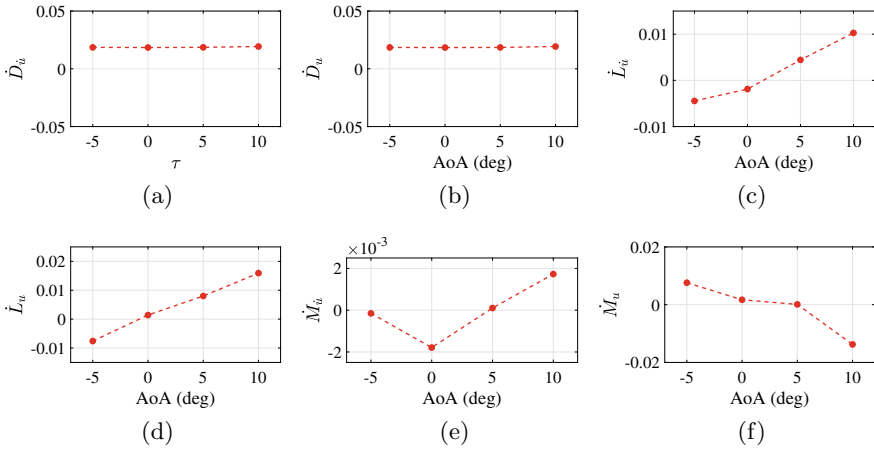 0.05
0
-0.05
Ḋ_u̇
-5 0 5 10
τ
(a)
0.05
0
-0.05
Ḋ_u
-5 0 5 10
AoA (deg)
(b)
0.01
0
-0.01
L̇_u̇
-5 0 5 10
AoA (deg)
(c)
0.02
0.01
0
-0.01
L̇_u
-5 0 5 10
AoA (deg)
(d)
×10⁻³
2
0
-2
Ṁ_u̇
-5 0 5 10
AoA (deg)
(e)
0.02
0
-0.02
Ṁ_u
-5 0 5 10
AoA (deg)
(f)